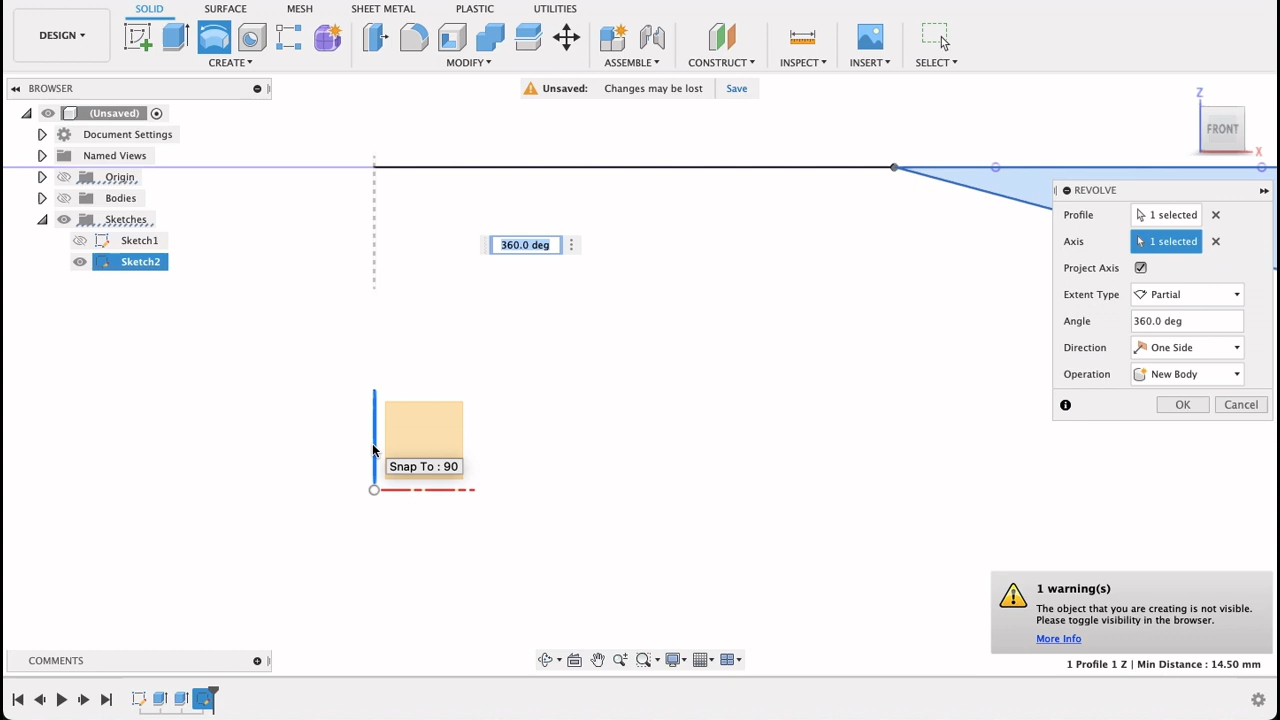 SOLID SURFACE MESH SHEET METAL PLASTIC UTILITIES
DESIGN
CREATE MODIFY ASSEMBLE CONSTRUCT INSPECT INSERT SELECT
BROWSER
Unsaved: Changes may be lost Save
(Unsaved)
Document Settings
Named Views
Origin
Bodies
Sketches
Sketch1
Sketch2
Z
FRONT
X
REVOLVE
Profile 1 selected
Axis 1 selected
Project Axis
Extent Type Partial
Angle 360.0 deg
Direction One Side
Operation New Body
OK Cancel
360.0 deg
Snap To : 90
1 warning(s)
The object that you are creating is not visible.
Please toggle visibility in the browser.
More Info
COMMENTS
1 Profile 1 Z | Min Distance : 14.50 mm